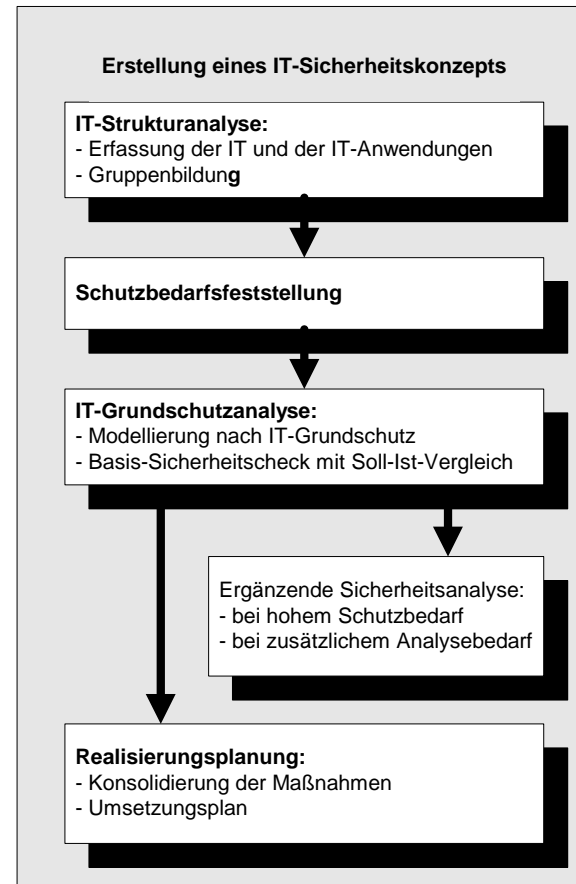 Erstellung eines IT-Sicherheitskonzepts
IT-Strukturanalyse:
- Erfassung der IT und der IT-Anwendungen
- Gruppenbildung
Schutzbedarfsfeststellung
IT-Grundschutzanalyse:
- Modellierung nach IT-Grundschutz
- Basis-Sicherheitscheck mit Soll-Ist-Vergleich
Ergänzende Sicherheitsanalyse:
- bei hohem Schutzbedarf
- bei zusätzlichem Analysebedarf
Realisierungsplanung:
- Konsolidierung der Maßnahmen
- Umsetzungsplan